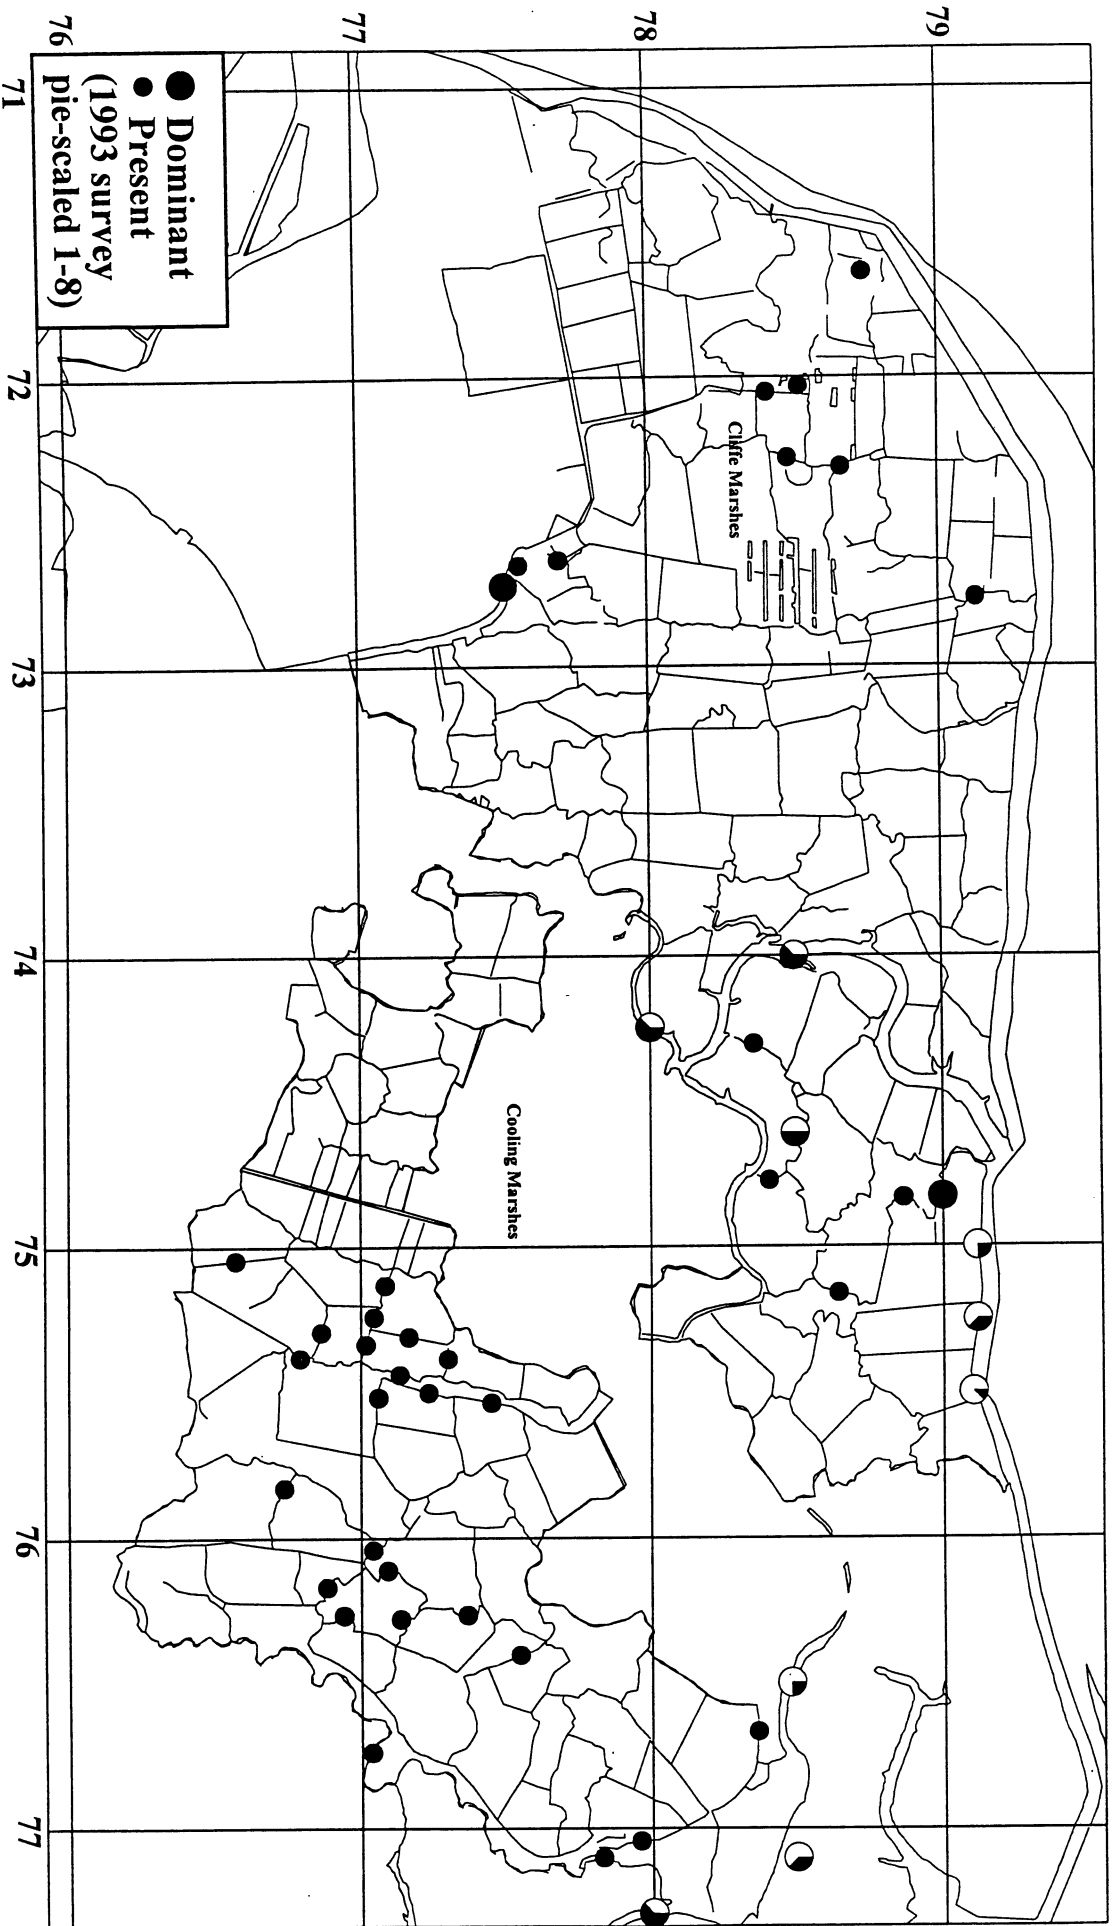 79
78
77
76
Dominant
Present
(1993 survey
pie-scaled 1-8)
71
72
73
74
75
76
77
Cliffe Marshes
Cooling Marshes